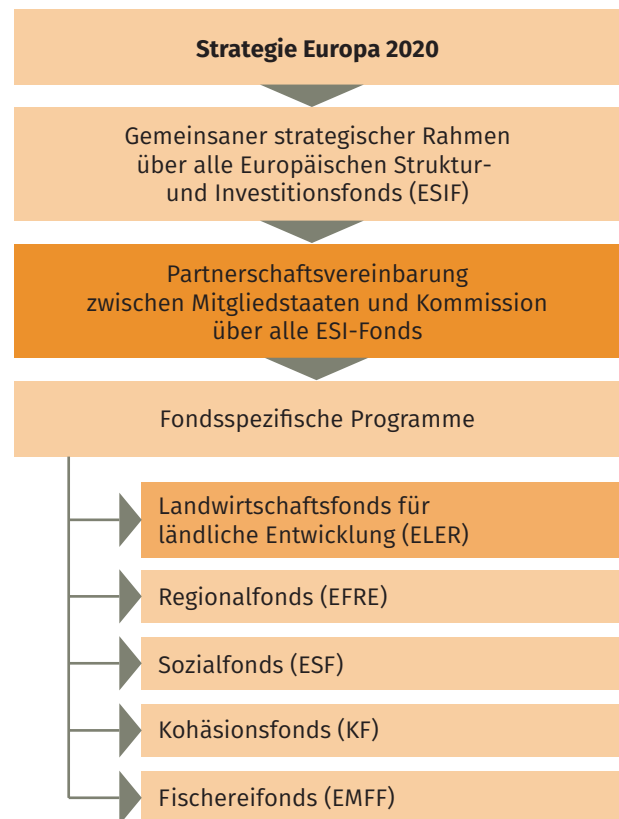 Strategie Europa 2020
Gemeinsaner strategischer Rahmen
über alle Europäischen Struktur-
und Investitionsfonds (ESIF)
Partnerschaftsvereinbarung
zwischen Mitgliedstaaten und Kommission
über alle ESI-Fonds
Fondsspezifische Programme
Landwirtschaftsfonds für
ländliche Entwicklung (ELER)
Regionalfonds (EFRE)
Sozialfonds (ESF)
Kohäsionsfonds (KF)
Fischereifonds (EMFF)